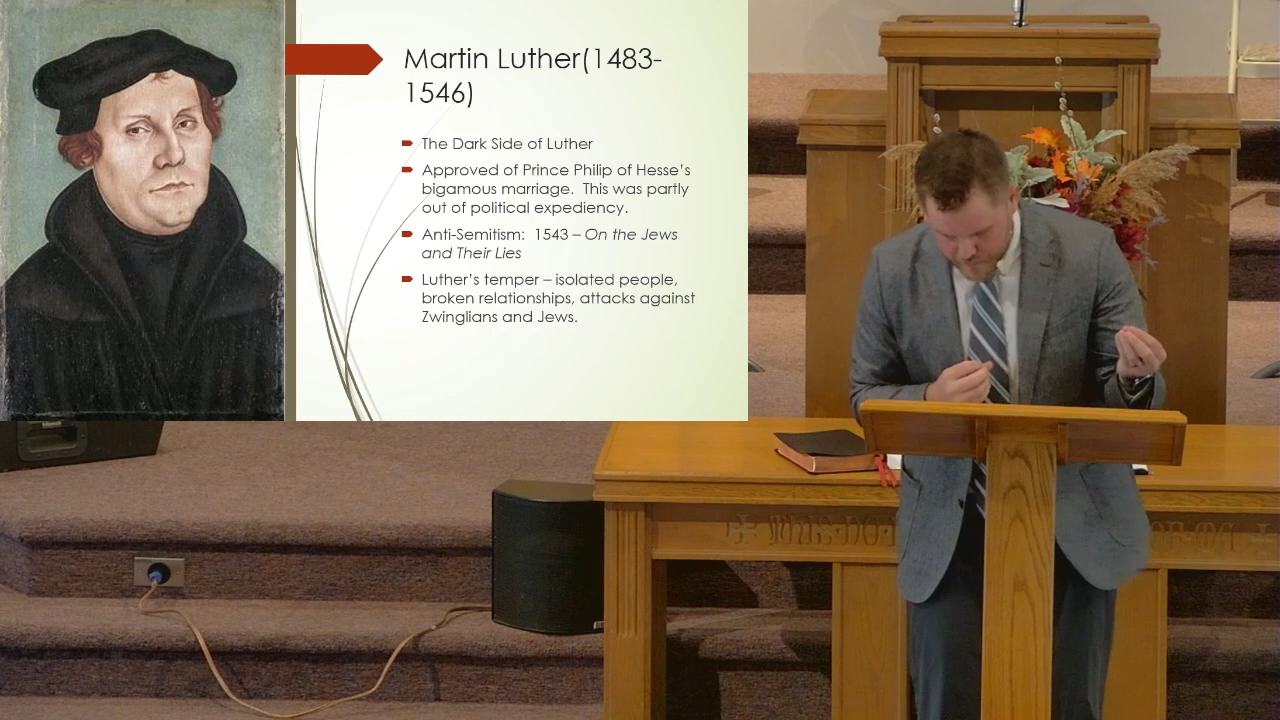 Martin Luther(1483-
1546)
The Dark Side of Luther
Approved of Prince Philip of Hesse’s
bigamous marriage.  This was partly
out of political expediency.
Anti-Semitism:  1543 – On the Jews
and Their Lies
Luther’s temper – isolated people,
broken relationships, attacks against
Zwinglians and Jews.